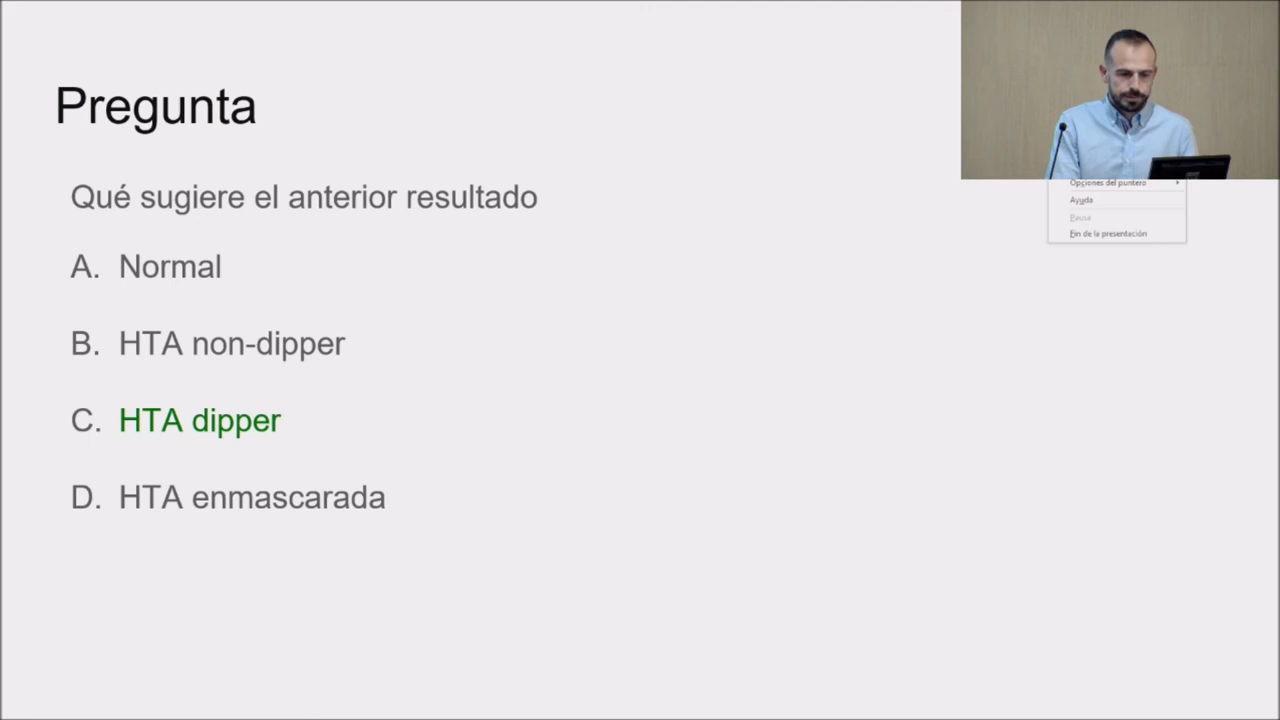 Pregunta
Qué sugiere el anterior resultado
A. Normal
B. HTA non-dipper
C. HTA dipper
D. HTA enmascarada
Opciones del puntero
Ayuda
Pausa
Fin de la presentación